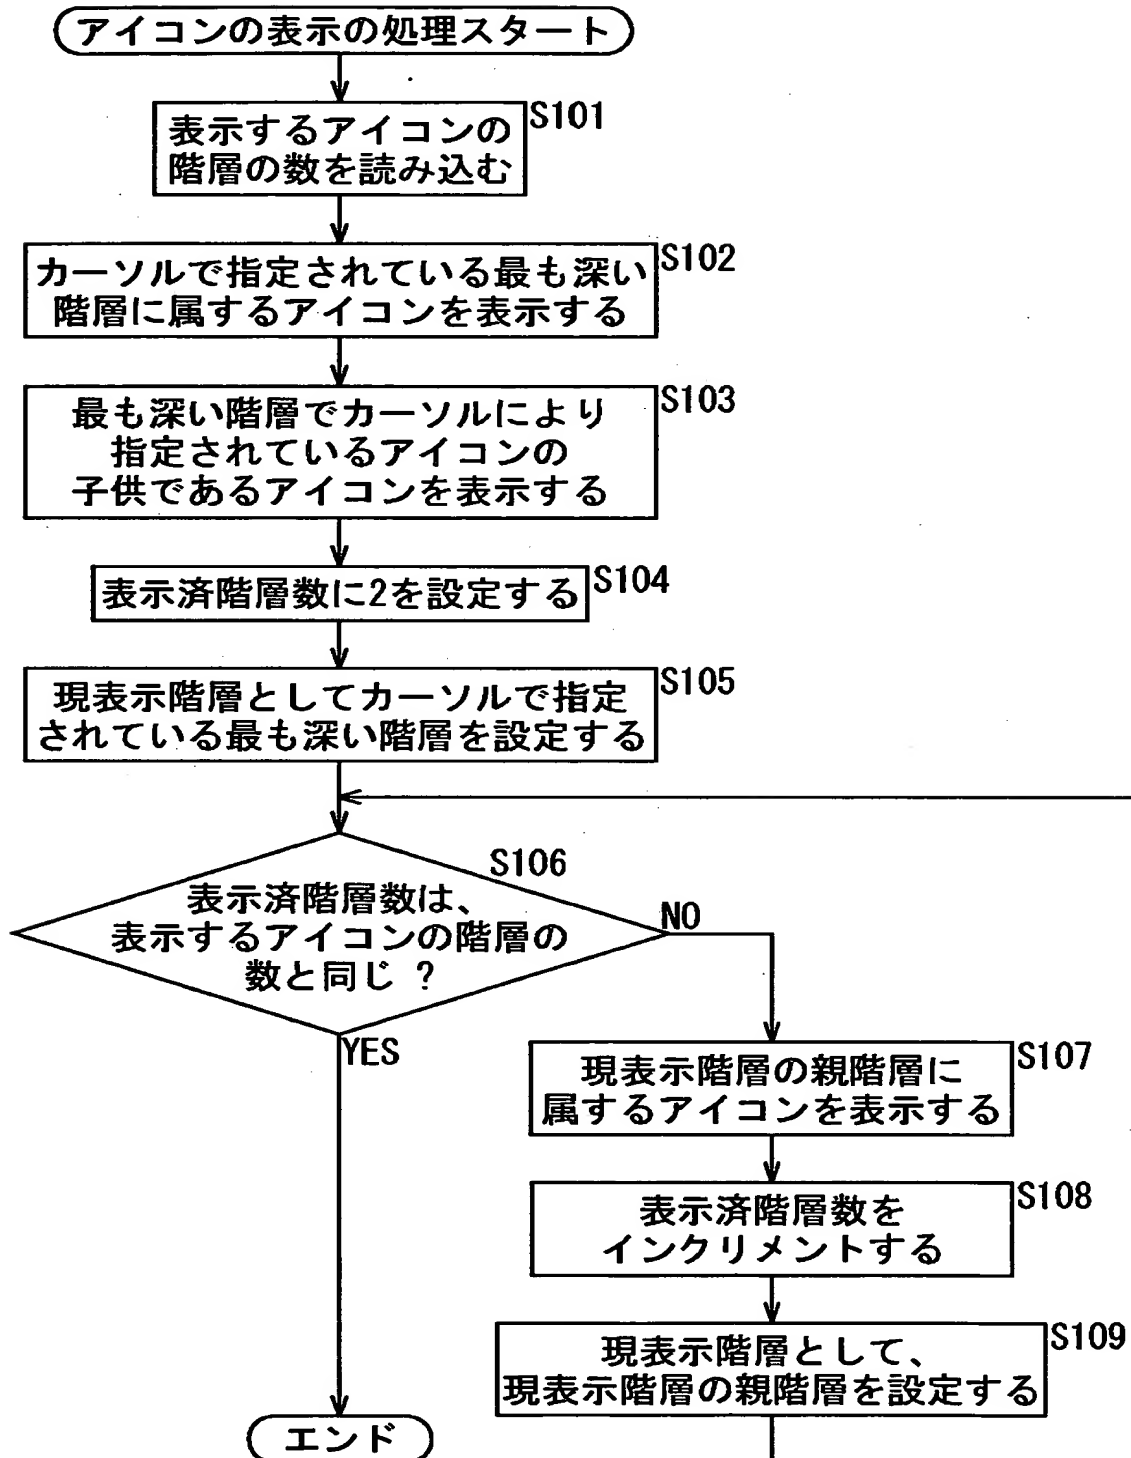 アイコンの表示の処理スタート
S101
表示するアイコンの
階層の数を読み込む
S102
カーソルで指定されている最も深い
階層に属するアイコンを表示する
S103
最も深い階層でカーソルにより
指定されているアイコンの
子供であるアイコンを表示する
S104
表示済階層数に2を設定する
S105
現表示階層としてカーソルで指定
されている最も深い階層を設定する
S106
表示済階層数は、
表示するアイコンの階層の
数と同じ ?
NO
YES
S107
現表示階層の親階層に
属するアイコンを表示する
S108
表示済階層数を
インクリメントする
S109
現表示階層として、
現表示階層の親階層を設定する
エンド